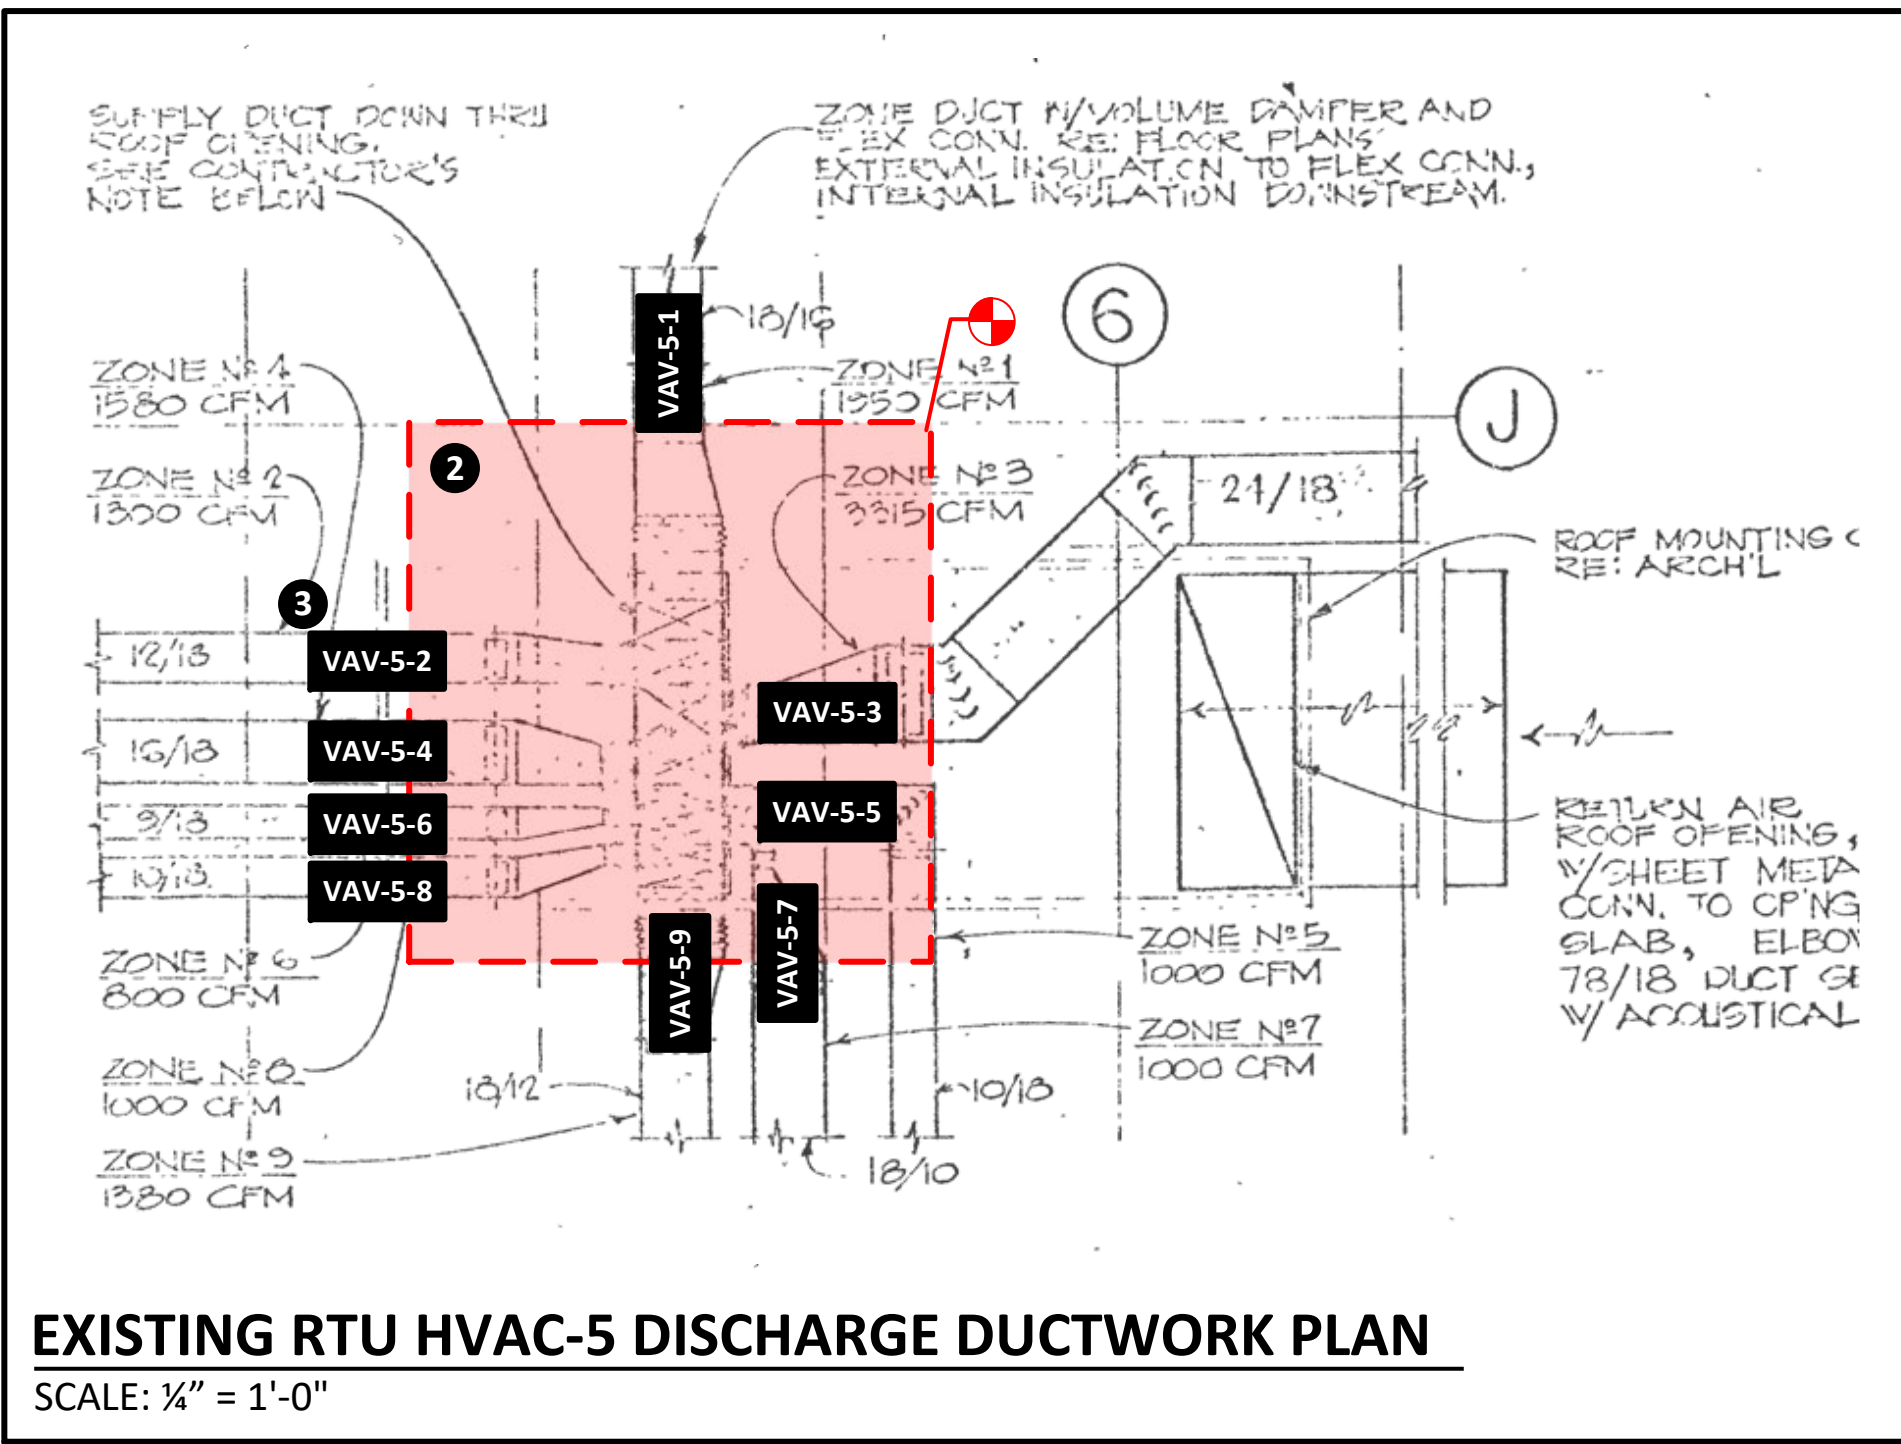 SUPPLY DUCT DOWN THRU
ROOF OPENING.
SEE CONTRACTOR'S
NOTE BELOW
ZONE DUCT W/VOLUME DAMPER AND
FLEX CONN. RE: FLOOR PLANS
EXTERNAL INSULATION TO FLEX CONN.,
INTERNAL INSULATION DOWNSTREAM.
VAV-5-1
18/16
6
ZONE Nº 4
1580 CFM
ZONE Nº 1
1950 CFM
J
2
ZONE Nº 2
1300 CFM
ZONE Nº 3
3315 CFM
24/18
ROOF MOUNTING C
RE: ARCH'L
3
12/18
VAV-5-2
VAV-5-3
16/18
VAV-5-4
VAV-5-5
9/18
VAV-5-6
10/18
VAV-5-8
VAV-5-9
VAV-5-7
RETURN AIR
ROOF OPENING,
W/SHEET META
CONN. TO OP'NG
SLAB, ELBOW
78/18 DUCT SE
W/ ACOUSTICAL
ZONE Nº 6
800 CFM
ZONE Nº 5
1000 CFM
ZONE Nº 8
1000 CFM
18/12
10/18
ZONE Nº 7
1000 CFM
ZONE Nº 9
1380 CFM
18/10
EXISTING RTU HVAC-5 DISCHARGE DUCTWORK PLAN
SCALE: ¼” = 1'-0"